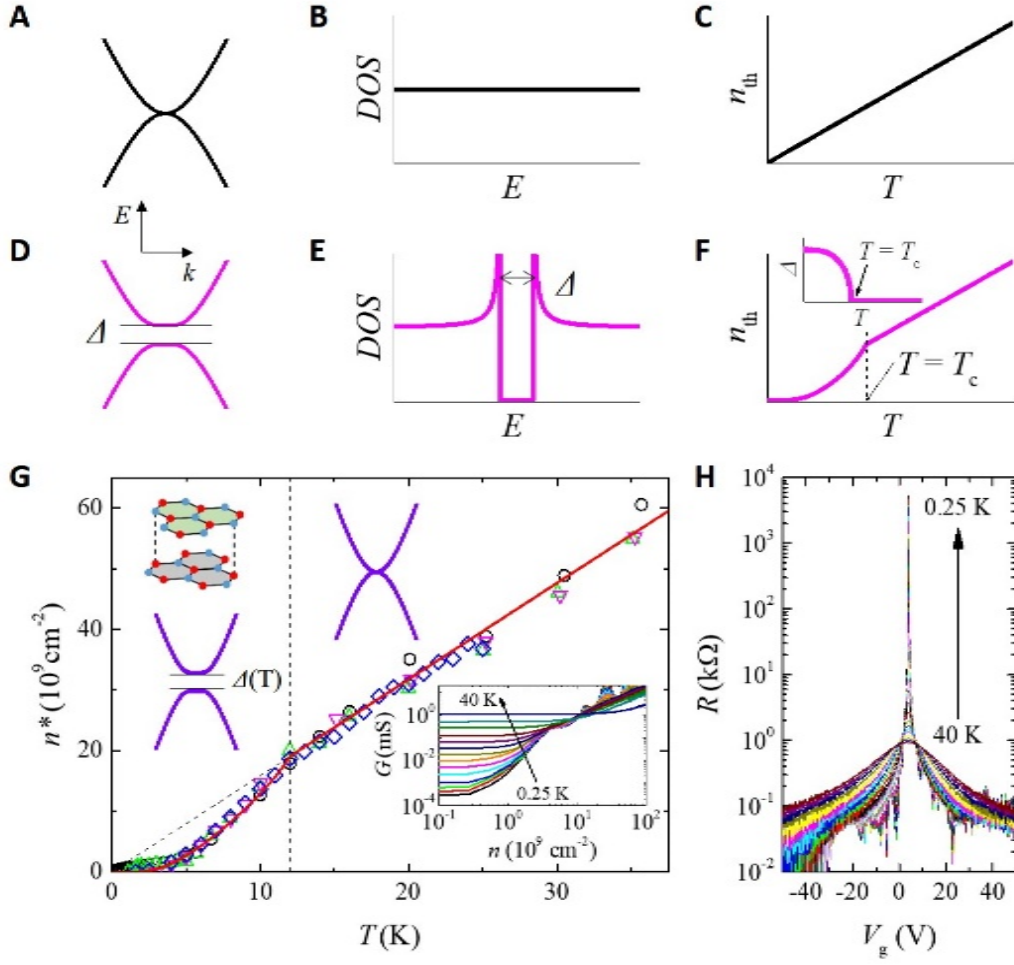 A
B
C
DOS
E
n_th
T
E
k
D
Δ
E
DOS
Δ
E
F
Δ
T = T_c
T
n_th
T = T_c
T
G
n* (10^9 cm^-2)
60
40
20
0
Δ(T)
G (mS)
10^0
10^-2
10^-4
40 K
0.25 K
10^-1 10^0 10^1 10^2
n (10^9 cm^-2)
0 10 20 30
T (K)
H
R (kΩ)
10^4
10^3
10^2
10^1
10^0
10^-1
10^-2
0.25 K
40 K
-40 -20 0 20 40
V_g (V)